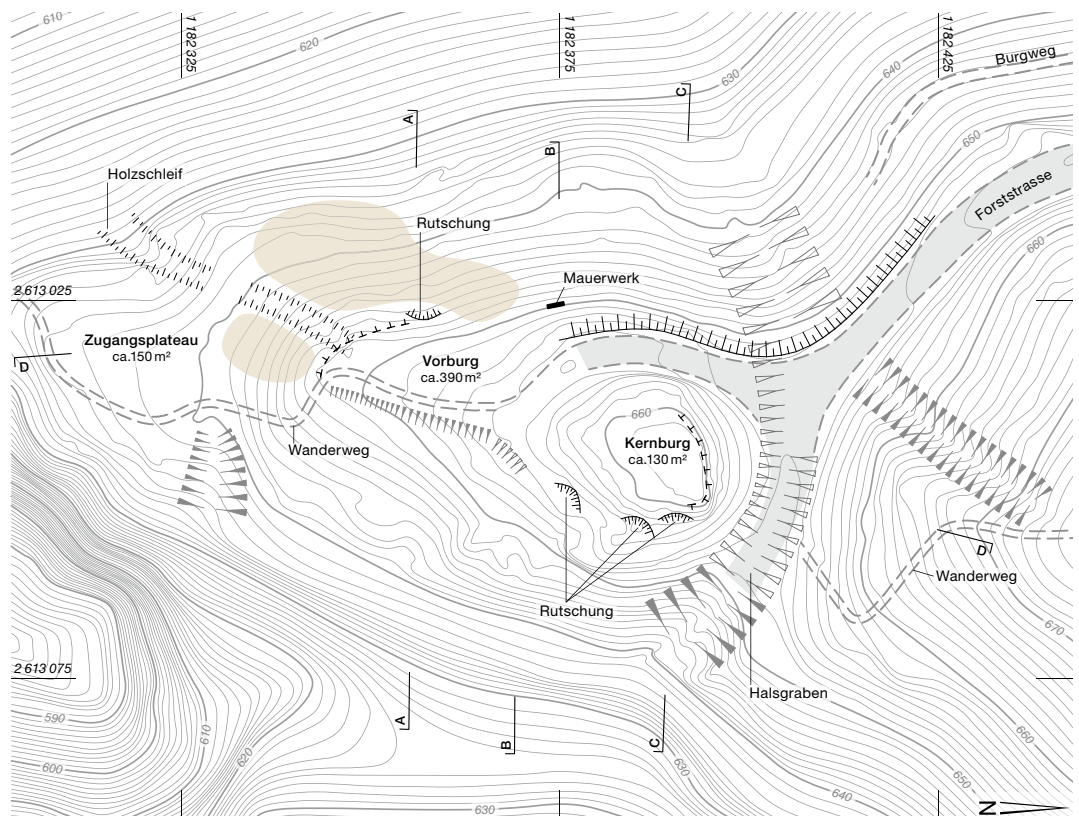 610
1 182 325
620
1 182 375
630
C
640
1 182 425
Burgweg
A
B
650
Holzschleif
Forststrasse
Rutschung
660
Mauerwerk
2 613 025
Zugangsplateau
ca. 150 m²
D
Vorburg
ca. 390 m²
660
Kernburg
ca. 130 m²
Wanderweg
D
Wanderweg
Rutschung
670
2 613 075
Halsgraben
590
610
A
B
C
620
630
660
600
650
640
630
N